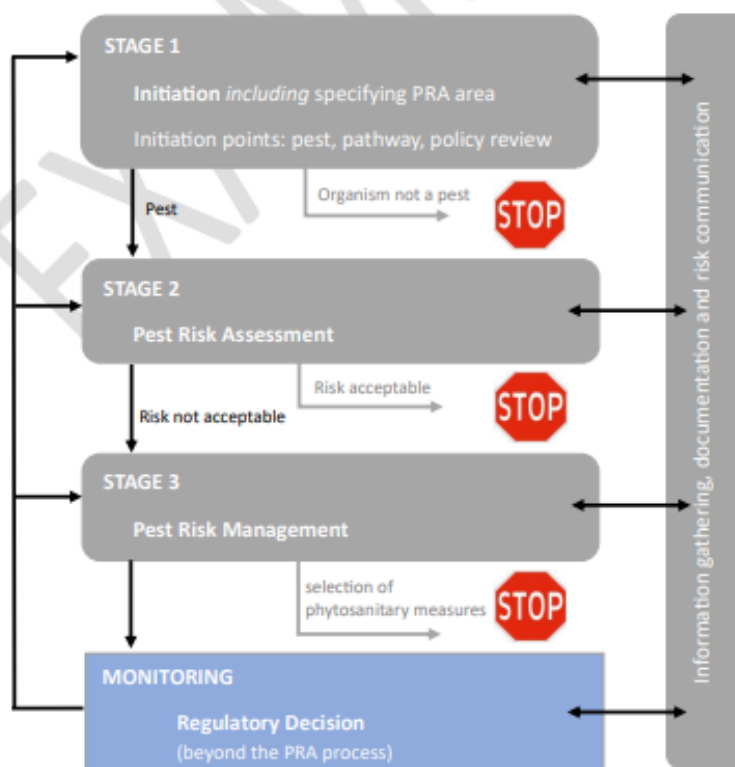 STAGE 1
Initiation including specifying PRA area
Initiation points: pest, pathway, policy review
Pest
Organism not a pest
STOP
STAGE 2
Pest Risk Assessment
Risk not acceptable
Risk acceptable
STOP
STAGE 3
Pest Risk Management
selection of
phytosanitary measures
STOP
MONITORING
Regulatory Decision
(beyond the PRA process)
Information gathering, documentation and risk communication